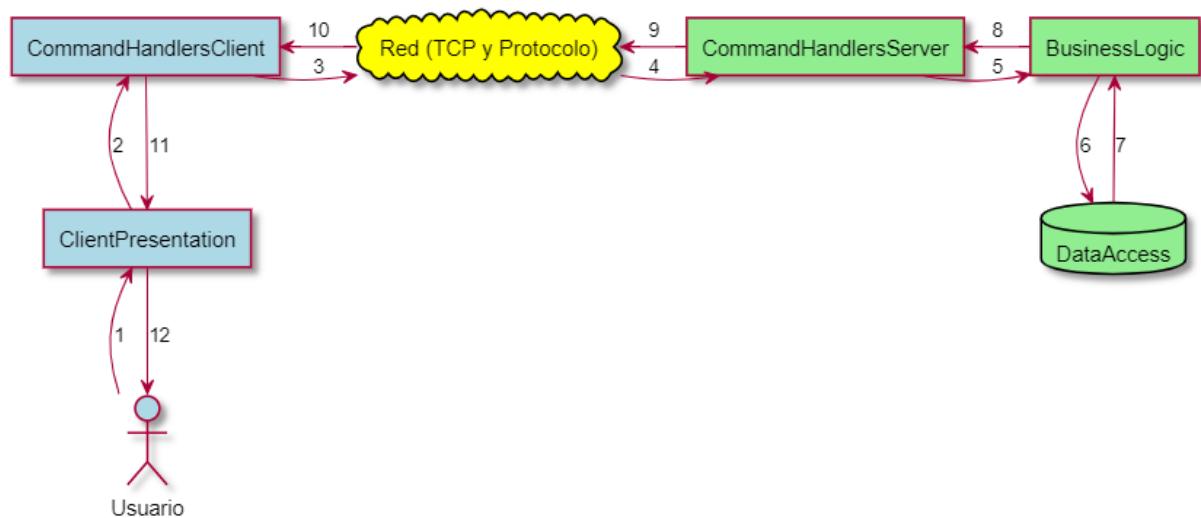 10
9
8
CommandHandlersClient
Red (TCP y Protocolo)
CommandHandlersServer
BusinessLogic
3
4
5
2
11
6
7
ClientPresentation
DataAccess
1
12
Usuario